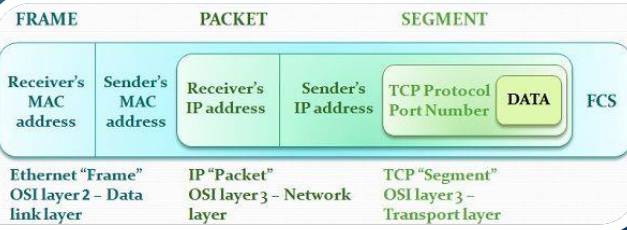 FRAME PACKET SEGMENT
Receiver's
MAC
address
Sender's
MAC
address
Receiver's
IP address
Sender's
IP address
TCP Protocol
Port Number
DATA
FCS
Ethernet "Frame"
OSI layer 2 – Data
link layer
IP "Packet"
OSI layer 3 – Network
layer
TCP "Segment"
OSI layer 3 –
Transport layer